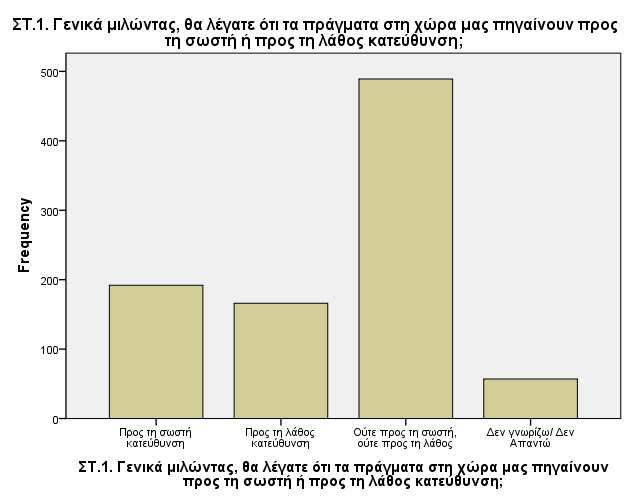 ΣΤ.1. Γενικά μιλώντας, θα λέγατε ότι τα πράγματα στη χώρα μας πηγαίνουν προς
τη σωστή ή προς τη λάθος κατεύθυνση;
500
400
300
200
100
0
Frequency
Προς τη σωστή
κατεύθυνση
Προς τη λάθος
κατεύθυνση
Ούτε προς τη σωστή,
ούτε προς τη λάθος
Δεν γνωρίζω/ Δεν
Απαντώ
ΣΤ.1. Γενικά μιλώντας, θα λέγατε ότι τα πράγματα στη χώρα μας πηγαίνουν
προς τη σωστή ή προς τη λάθος κατεύθυνση;